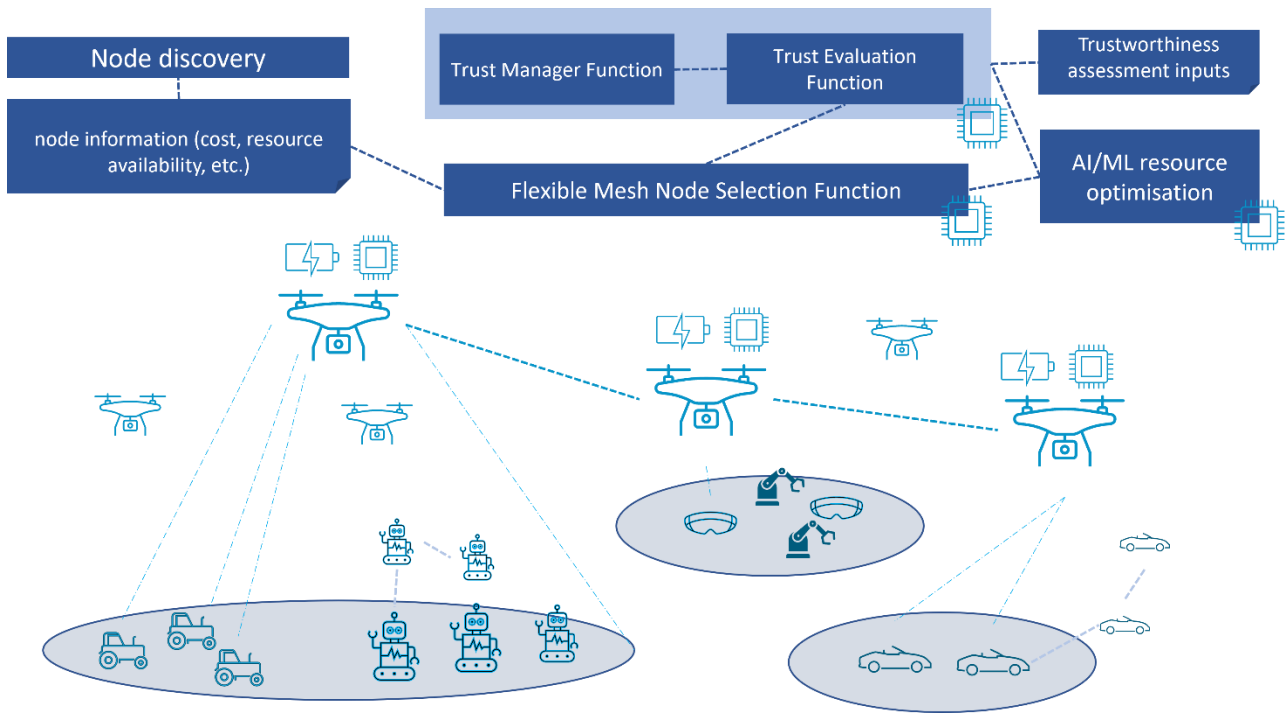 Node discovery
node information (cost, resource
availability, etc.)
Trust Manager Function
Trust Evaluation
Function
Trustworthiness
assessment inputs
Flexible Mesh Node Selection Function
AI/ML resource
optimisation